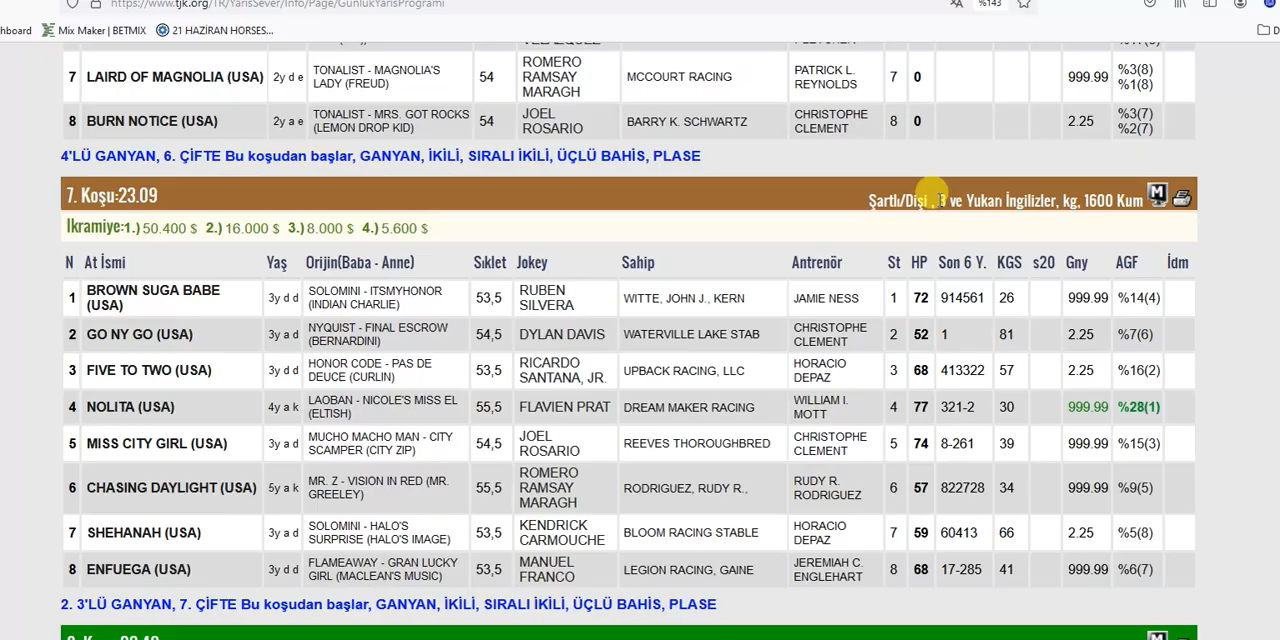 https://www.tjk.org/TR/YarisSever/Info/Page/GunlukYarisProgrami
%143
hboard Mix Maker | BETMIX 21 HAZİRAN HORSES...
7 LAIRD OF MAGNOLIA (USA) 2y d e TONALIST - MAGNOLIA'S LADY (FREUD) 54 ROMERO RAMSAY MARAGH MCCOURT RACING PATRICK L. REYNOLDS 7 0 999.99 %3(8) %1(8)
8 BURN NOTICE (USA) 2y a e TONALIST - MRS. GOT ROCKS (LEMON DROP KID) 54 JOEL ROSARIO BARRY K. SCHWARTZ CHRISTOPHE CLEMENT 8 0 2.25 %3(7) %2(7)
4'LÜ GANYAN, 6. ÇİFTE Bu koşudan başlar, GANYAN, İKİLİ, SIRALI İKİLİ, ÜÇLÜ BAHİS, PLASE
7. Koşu:23.09 Şartlı/Dişi , 3 ve Yukarı İngilizler, kg, 1600 Kum
İkramiye:1.) 50.400 $ 2.) 16.000 $ 3.) 8.000 $ 4.) 5.600 $
N At İsmi Yaş Orijin(Baba - Anne) Sıklet Jokey Sahip Antrenör St HP Son 6 Y. KGS s20 Gny AGF İdm
1 BROWN SUGA BABE (USA) 3y d d SOLOMINI - ITSMYHONOR (INDIAN CHARLIE) 53,5 RUBEN SILVERA WITTE, JOHN J., KERN JAMIE NESS 1 72 914561 26 999.99 %14(4)
2 GO NY GO (USA) 3y a d NYQUIST - FINAL ESCROW (BERNARDINI) 54,5 DYLAN DAVIS WATERVILLE LAKE STAB CHRISTOPHE CLEMENT 2 52 1 81 2.25 %7(6)
3 FIVE TO TWO (USA) 3y d d HONOR CODE - PAS DE DEUCE (CURLIN) 53,5 RICARDO SANTANA, JR. UPBACK RACING, LLC HORACIO DEPAZ 3 68 413322 57 2.25 %16(2)
4 NOLITA (USA) 4y a k LAOBAN - NICOLE'S MISS EL (ELTISH) 55,5 FLAVIEN PRAT DREAM MAKER RACING WILLIAM I. MOTT 4 77 321-2 30 999.99 %28(1)
5 MISS CITY GIRL (USA) 3y a d MUCHO MACHO MAN - CITY SCAMPER (CITY ZIP) 54,5 JOEL ROSARIO REEVES THOROUGHBRED CHRISTOPHE CLEMENT 5 74 8-261 39 999.99 %15(3)
6 CHASING DAYLIGHT (USA) 5y a k MR. Z - VISION IN RED (MR. GREELEY) 55,5 ROMERO RAMSAY MARAGH RODRIGUEZ, RUDY R., RUDY R. RODRIGUEZ 6 57 822728 34 999.99 %9(5)
7 SHEHANAH (USA) 3y a d SOLOMINI - HALO'S SURPRISE (HALO'S IMAGE) 53,5 KENDRICK CARMOUCHE BLOOM RACING STABLE HORACIO DEPAZ 7 59 60413 66 2.25 %5(8)
8 ENFUEGA (USA) 3y d d FLAMEAWAY - GRAN LUCKY GIRL (MACLEAN'S MUSIC) 53,5 MANUEL FRANCO LEGION RACING, GAINE JEREMIAH C. ENGLEHART 8 68 17-285 41 999.99 %6(7)
2. 3'LÜ GANYAN, 7. ÇİFTE Bu koşudan başlar, GANYAN, İKİLİ, SIRALI İKİLİ, ÜÇLÜ BAHİS, PLASE